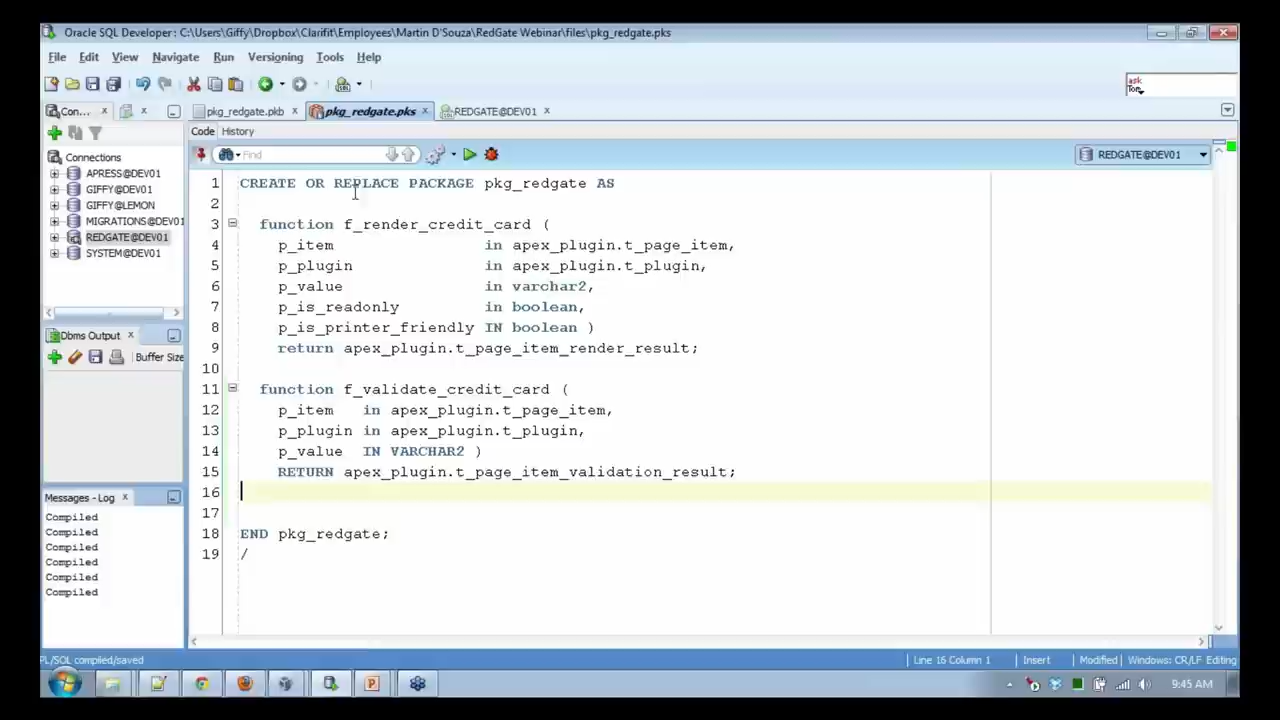 Oracle SQL Developer : C:\Users\Giffy\Dropbox\Clarifit\Employees\Martin D'Souza\RedGate Webinar\files\pkg_redgate.pks
File Edit View Navigate Run Versioning Tools Help
ask
Tom
Con... pkg_redgate.pkb pkg_redgate.pks REDGATE@DEV01
Code History
Find REDGATE@DEV01
Connections
APRESS@DEV01
GIFFY@DEV01
GIFFY@LEMON
MIGRATIONS@DEV01
REDGATE@DEV01
SYSTEM@DEV01
Dbms Output
Buffer Size
Messages - Log
Compiled
Compiled
Compiled
Compiled
Compiled
Compiled
1 CREATE OR REPLACE PACKAGE pkg_redgate AS
2
3 function f_render_credit_card (
4 p_item in apex_plugin.t_page_item,
5 p_plugin in apex_plugin.t_plugin,
6 p_value in varchar2,
7 p_is_readonly in boolean,
8 p_is_printer_friendly IN boolean )
9 return apex_plugin.t_page_item_render_result;
10
11 function f_validate_credit_card (
12 p_item in apex_plugin.t_page_item,
13 p_plugin in apex_plugin.t_plugin,
14 p_value IN VARCHAR2 )
15 RETURN apex_plugin.t_page_item_validation_result;
16
17
18 END pkg_redgate;
19 /
PL/SQL compiled/saved Line 16 Column 1 Insert Modified Windows: CR/LF Editing
9:45 AM